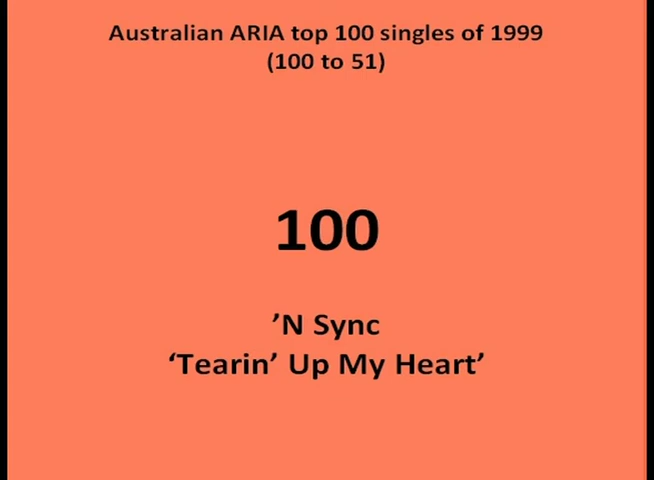 Australian ARIA top 100 singles of 1999
(100 to 51)
100
’N Sync
‘Tearin’ Up My Heart’